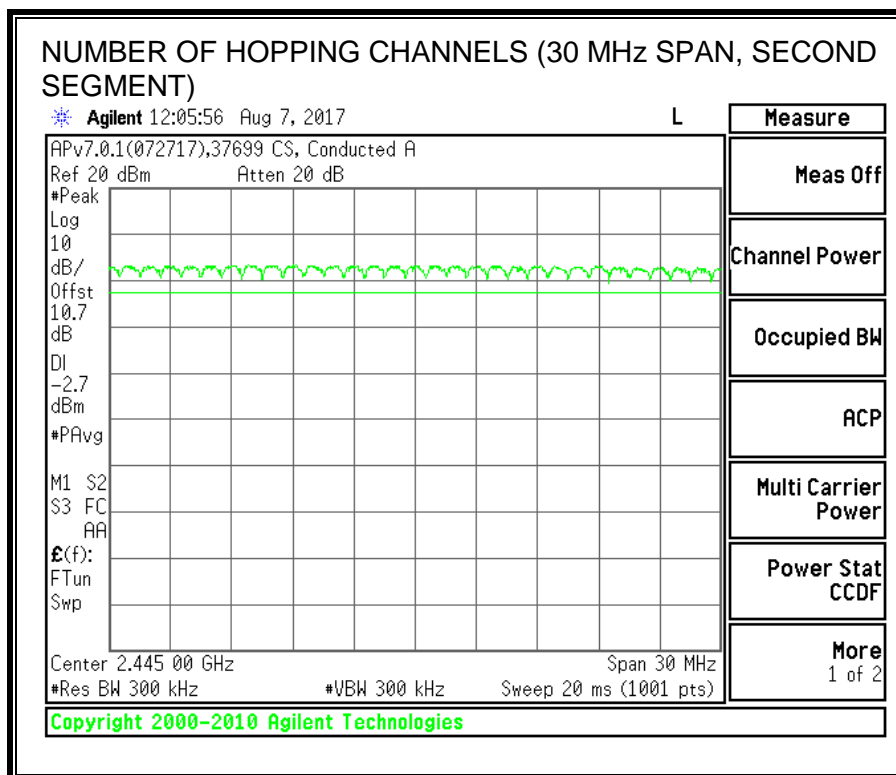 NUMBER OF HOPPING CHANNELS (30 MHz SPAN, SECOND
SEGMENT)
Agilent 12:05:56 Aug 7, 2017 L
Measure
APv7.0.1(072717),37699 CS, Conducted A
Ref 20 dBm Atten 20 dB
Meas Off
#Peak
Log
10
dB/
Channel Power
Offst
10.7
dB
Occupied BW
DI
-2.7
dBm
ACP
#PAvg
M1 S2
Multi Carrier
S3 FC
Power
AA
£(f):
FTun
Power Stat
CCDF
Swp
More
1 of 2
Center 2.445 00 GHz Span 30 MHz
#Res BW 300 kHz #VBW 300 kHz Sweep 20 ms (1001 pts)
Copyright 2000-2010 Agilent Technologies